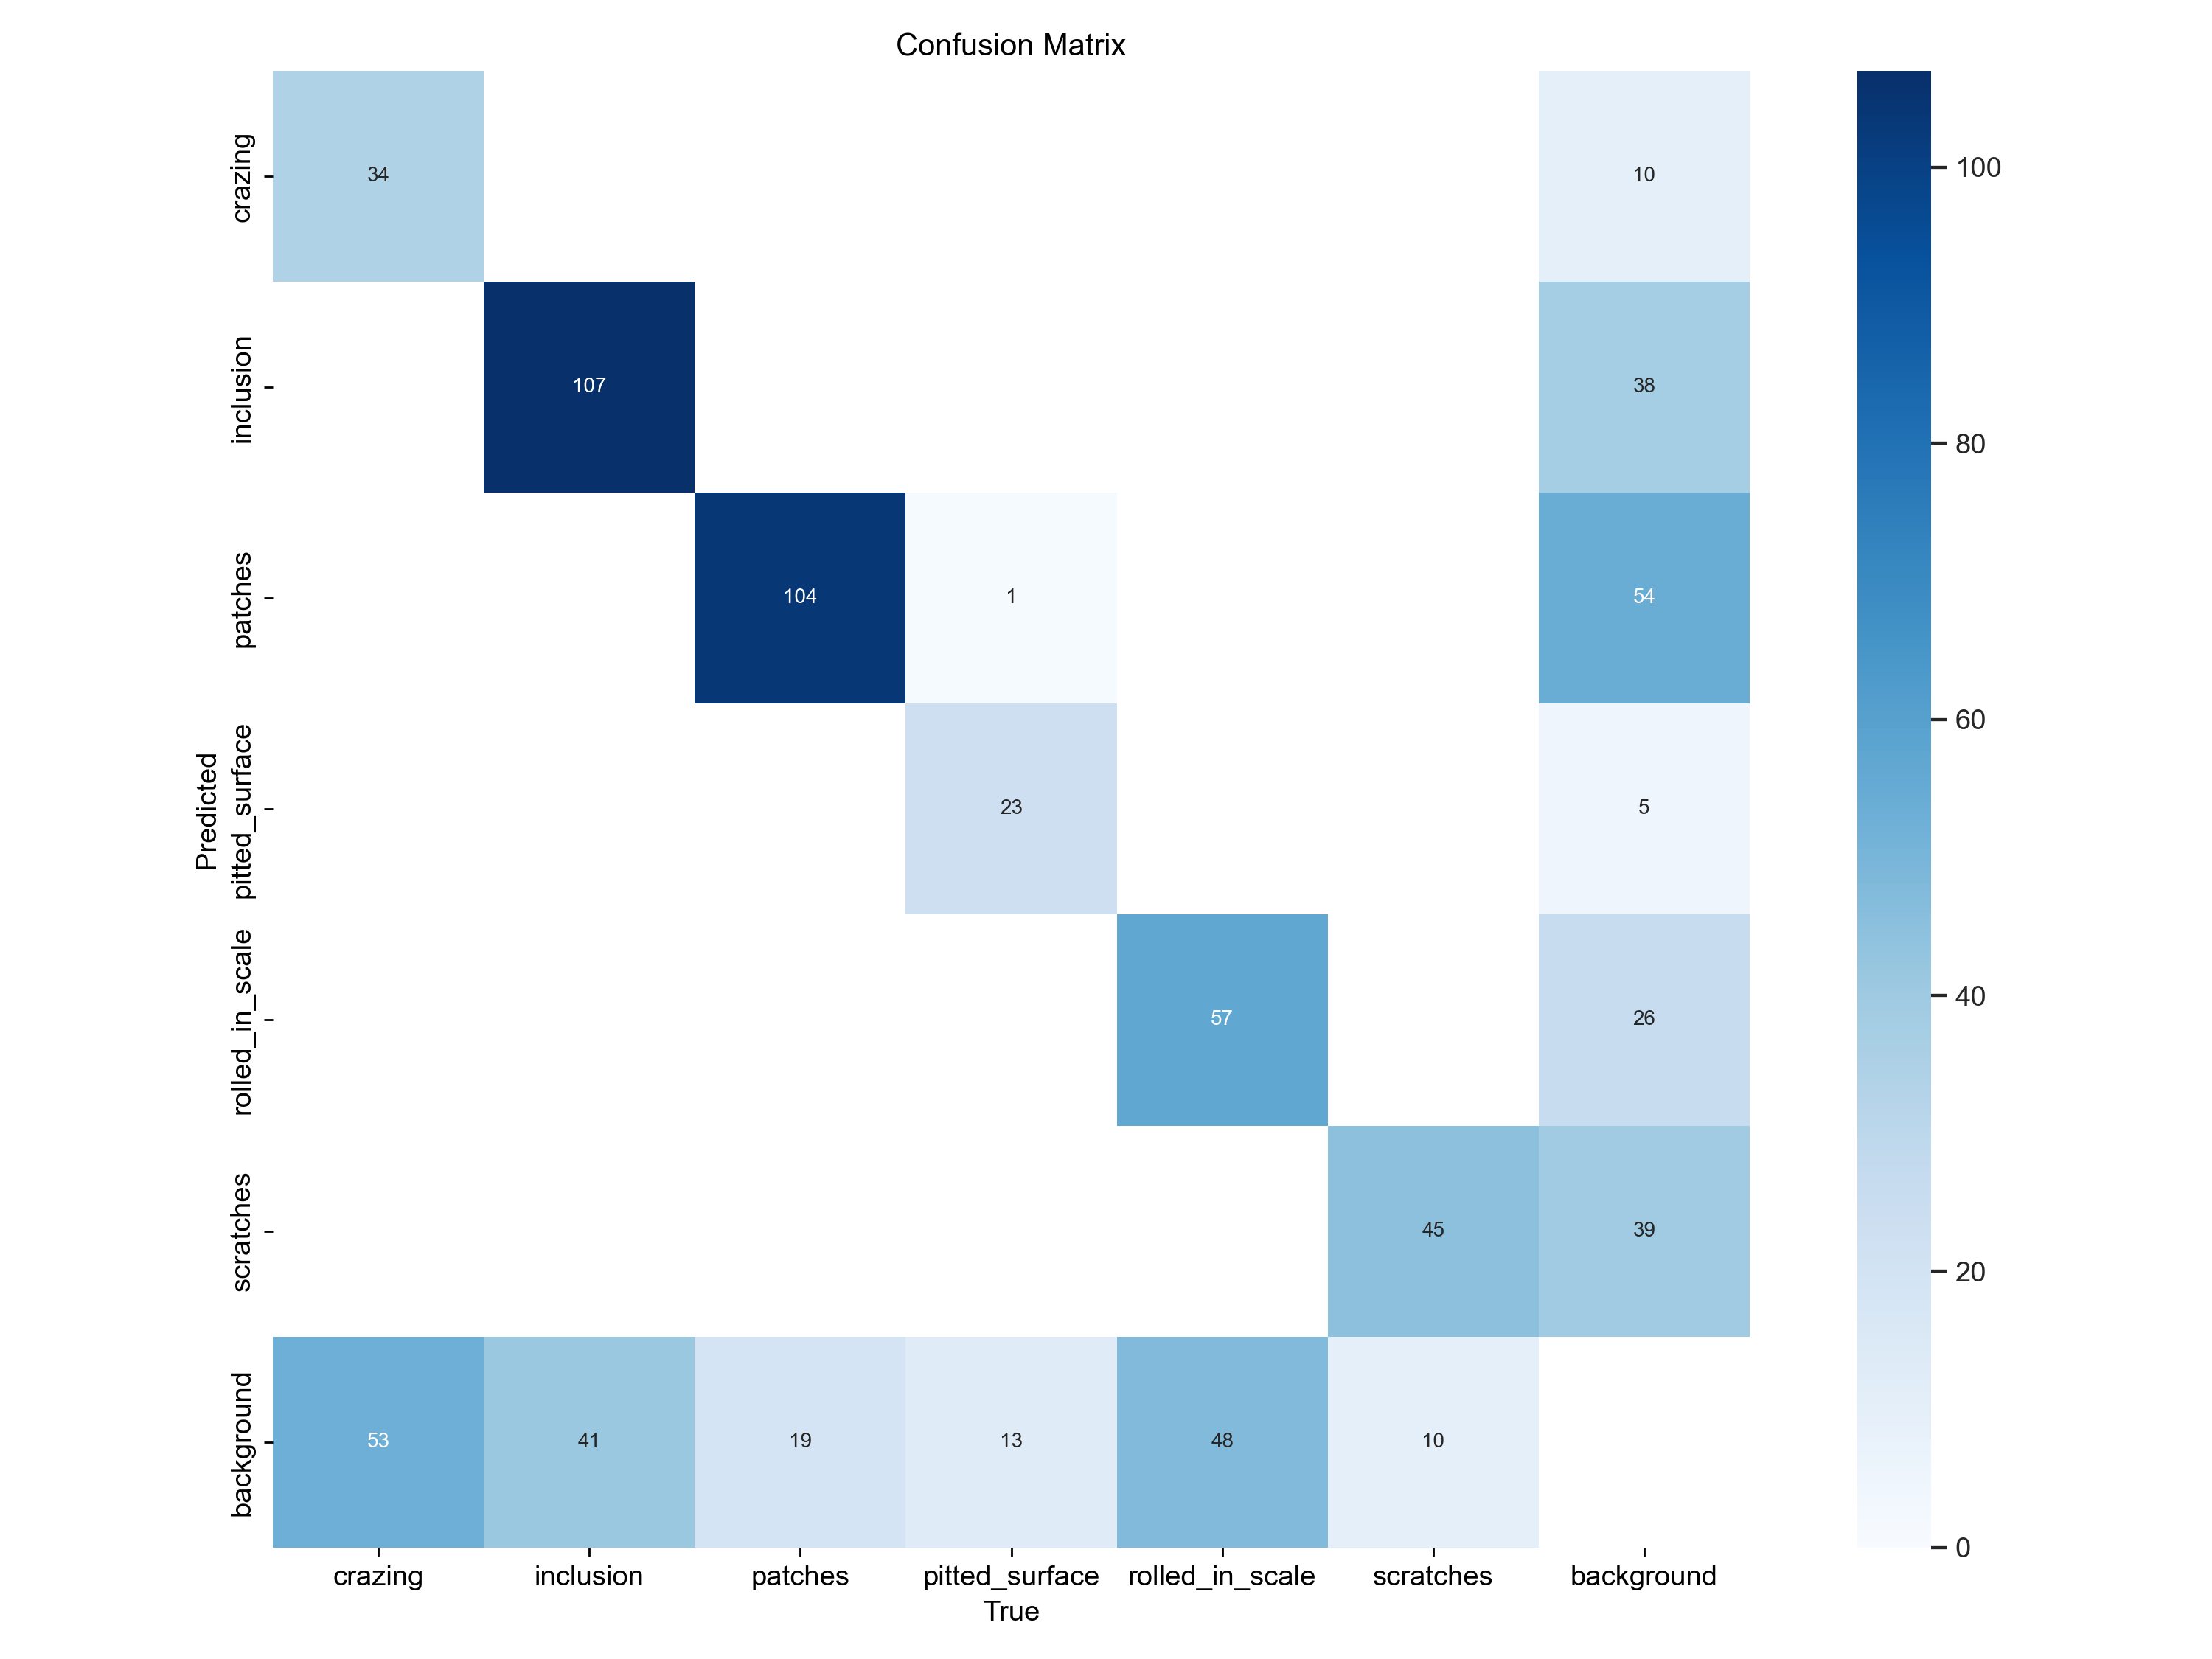 Confusion Matrix
crazing
34
10
100
inclusion
107
38
80
patches
104
1
54
60
Predicted
pitted_surface
23
5
rolled_in_scale
57
26
40
scratches
45
39
20
background
53
41
19
13
48
10
0
crazing
inclusion
patches
pitted_surface
rolled_in_scale
scratches
background
True